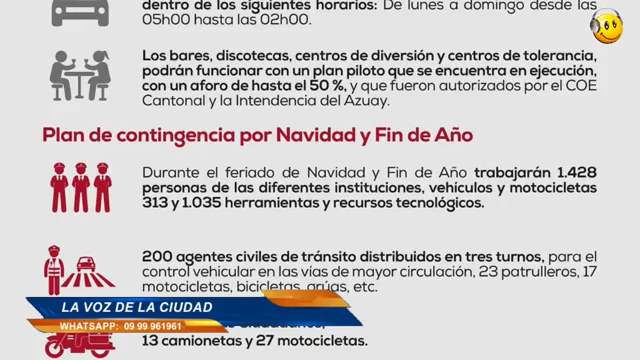 dentro de los siguientes horarios: De lunes a domingo desde las
05h00 hasta las 02h00.
Los bares, discotecas, centros de diversión y centros de tolerancia,
podrán funcionar con un plan piloto que se encuentra en ejecución,
con un aforo de hasta el 50 %, y que fueron autorizados por el COE
Cantonal y la Intendencia del Azuay.
Plan de contingencia por Navidad y Fin de Año
Durante el feriado de Navidad y Fin de Año trabajarán 1.428
personas de las diferentes instituciones, vehículos y motocicletas
313 y 1.035 herramientas y recursos tecnológicos.
200 agentes civiles de tránsito distribuidos en tres turnos, para el
control vehicular en las vías de mayor circulación, 23 patrulleros, 17
motocicletas, bicicletas, grúas, etc.
LA VOZ DE LA CIUDAD
WHATSAPP: 09 99 961961
13 camionetas y 27 motocicletas.